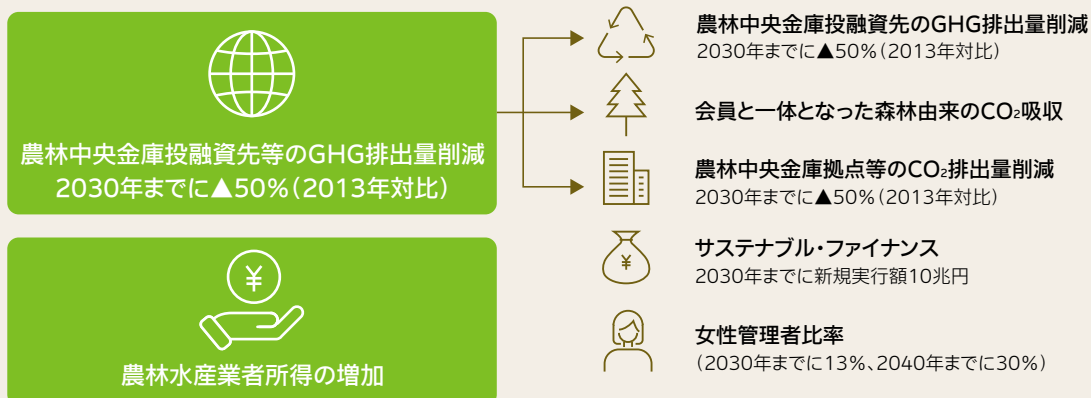 農林中央金庫投融資先等のGHG排出量削減
2030年までに▲50%(2013年対比)
農林中央金庫投融資先のGHG排出量削減
2030年までに▲50%(2013年対比)
会員と一体となった森林由来のCO₂吸収
農林中央金庫拠点等のCO₂排出量削減
2030年までに▲50%(2013年対比)
¥
農林水産業者所得の増加
¥
サステナブル・ファイナンス
2030年までに新規実行額10兆円
女性管理者比率
(2030年までに13%、2040年までに30%)